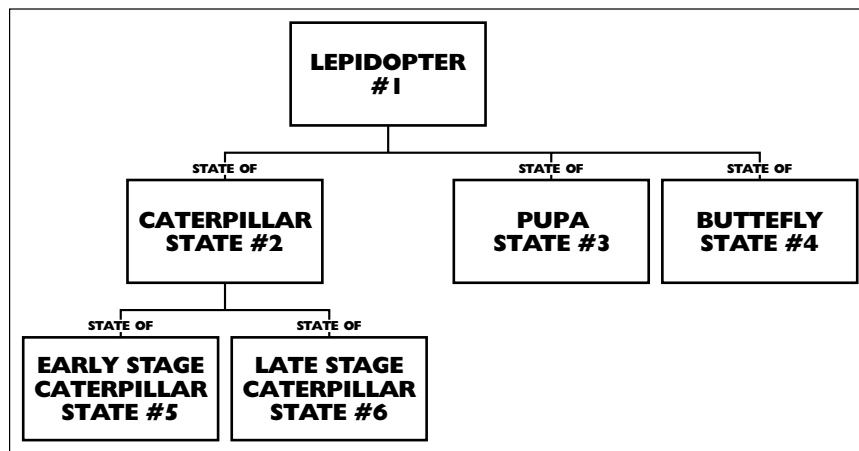 LEPIDOPTER
#1
STATE OF
STATE OF
STATE OF
CATERPILLAR
STATE #2
PUPA
STATE #3
BUTTEFLY
STATE #4
STATE OF
STATE OF
EARLY STAGE
CATERPILLAR
STATE #5
LATE STAGE
CATERPILLAR
STATE #6